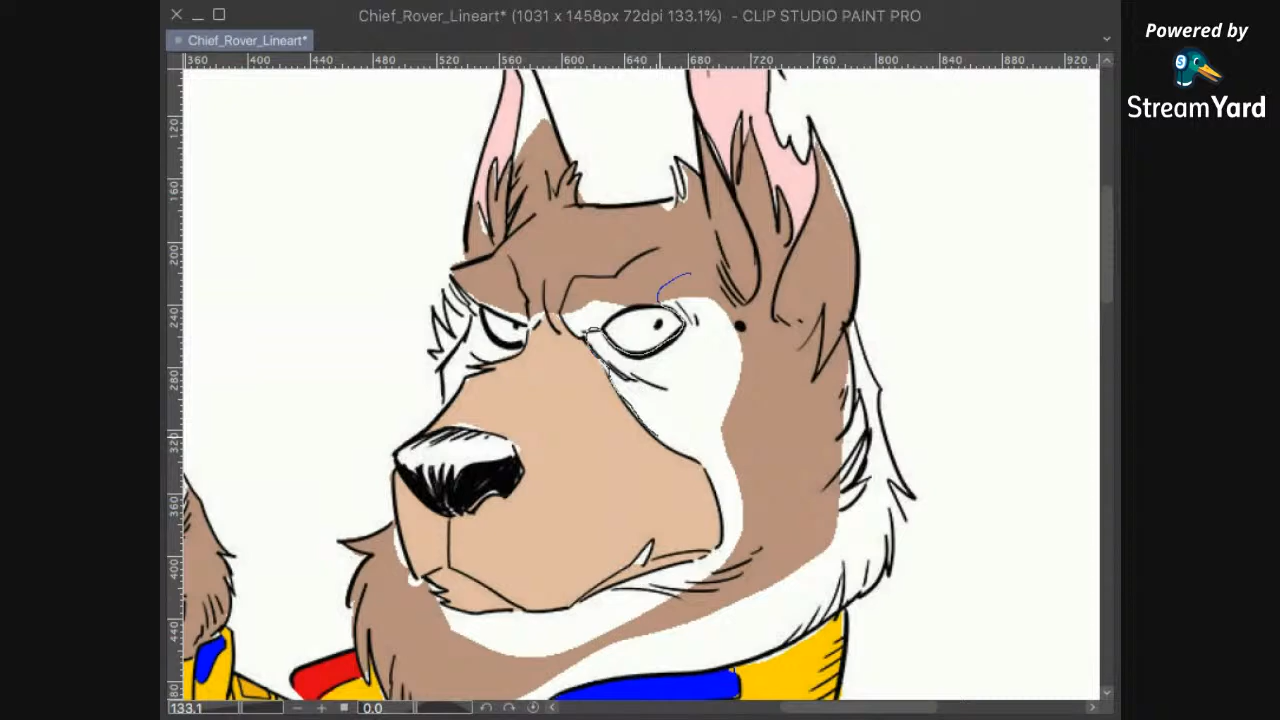 Chief_Rover_Lineart* (1031 x 1458px 72dpi 133.1%) - CLIP STUDIO PAINT PRO
Powered by
StreamYard
Chief_Rover_Lineart*
360 400 440 480 520 560 600 640 680 720 760 800 840 880 920
120
160
200
240
280
320
360
400
440
133.1
0.0